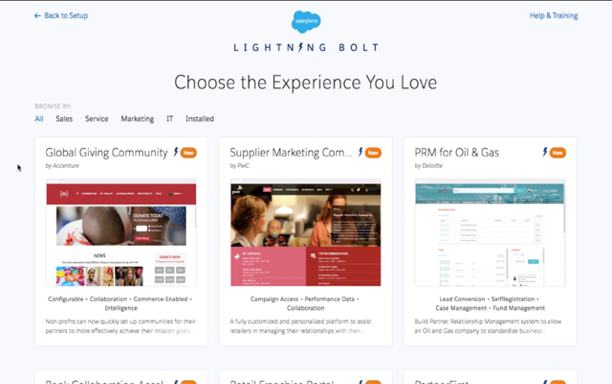 ← Back to Setup
salesforce
Help & Training
LIGHTNING BOLT
Choose the Experience You Love
BROWSE BY:
All Sales Service Marketing IT Installed
Global Giving Community New
by Accenture
DONATE TODAY
NEWS
DONATE NOW
Configurable • Collaboration • Commerce-Enabled •
Intelligence
Non-profits can now quickly set up communities for their
partners to more effectively achieve their mission goals...
Supplier Marketing Com... New
by PwC
Campaign Access • Performance Data •
Collaboration
A fully customized and personalized platform to assist
retailers in managing their relationships with their...
PRM for Oil & Gas New
by Deloitte
Lead Conversion • SelfRegistration •
Case Management • Fund Management
Build Partner Relationship Management system to allow
an Oil and Gas company to standardize business...
Retail Franchise Portal
PartnerFirst